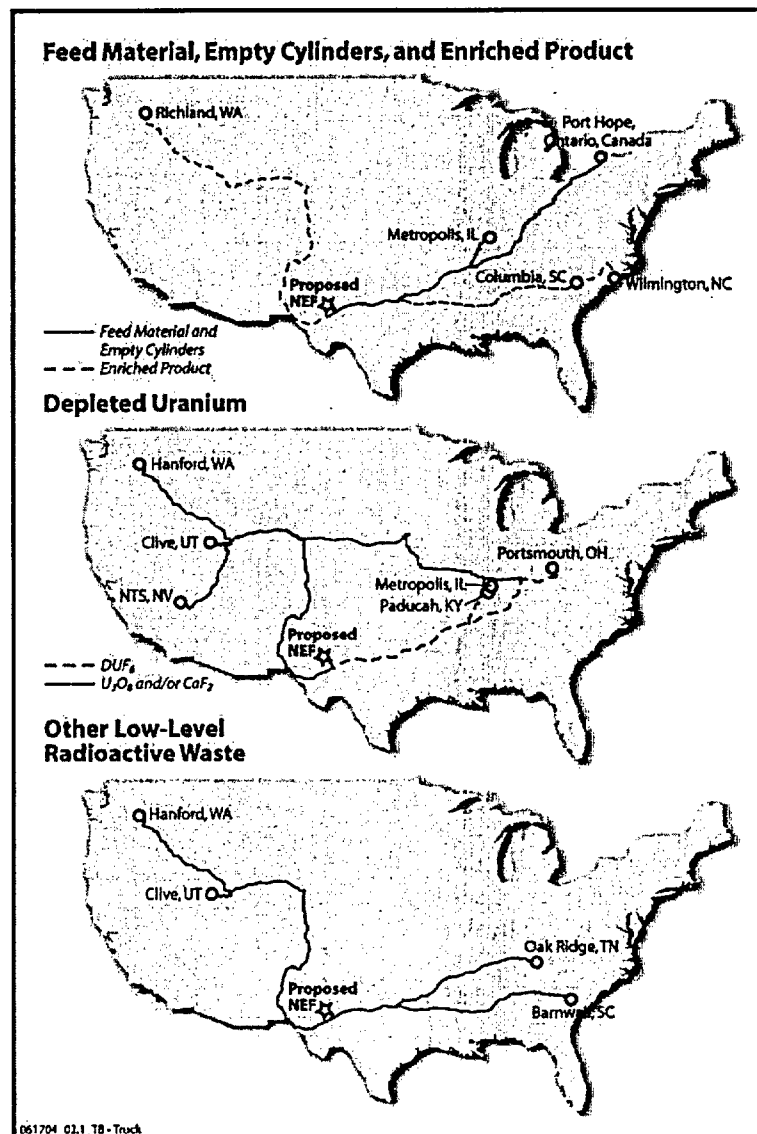 Feed Material, Empty Cylinders, and Enriched Product
Richland, WA
Port Hope,
Ontario, Canada
Metropolis, IL
Columbia, SC
Wilmington, NC
Proposed
NEF
Feed Material and
Empty Cylinders
Enriched Product
Depleted Uranium
Hanford, WA
Clive, UT
Portsmouth, OH
NTS, NV
Metropolis, IL
Paducah, KY
Proposed
NEF
DUF₆
U₃O₈ and/or CaF₂
Other Low-Level
Radioactive Waste
Hanford, WA
Clive, UT
Oak Ridge, TN
Proposed
NEF
Barnwell, SC
061704 02.1 TB - Truck